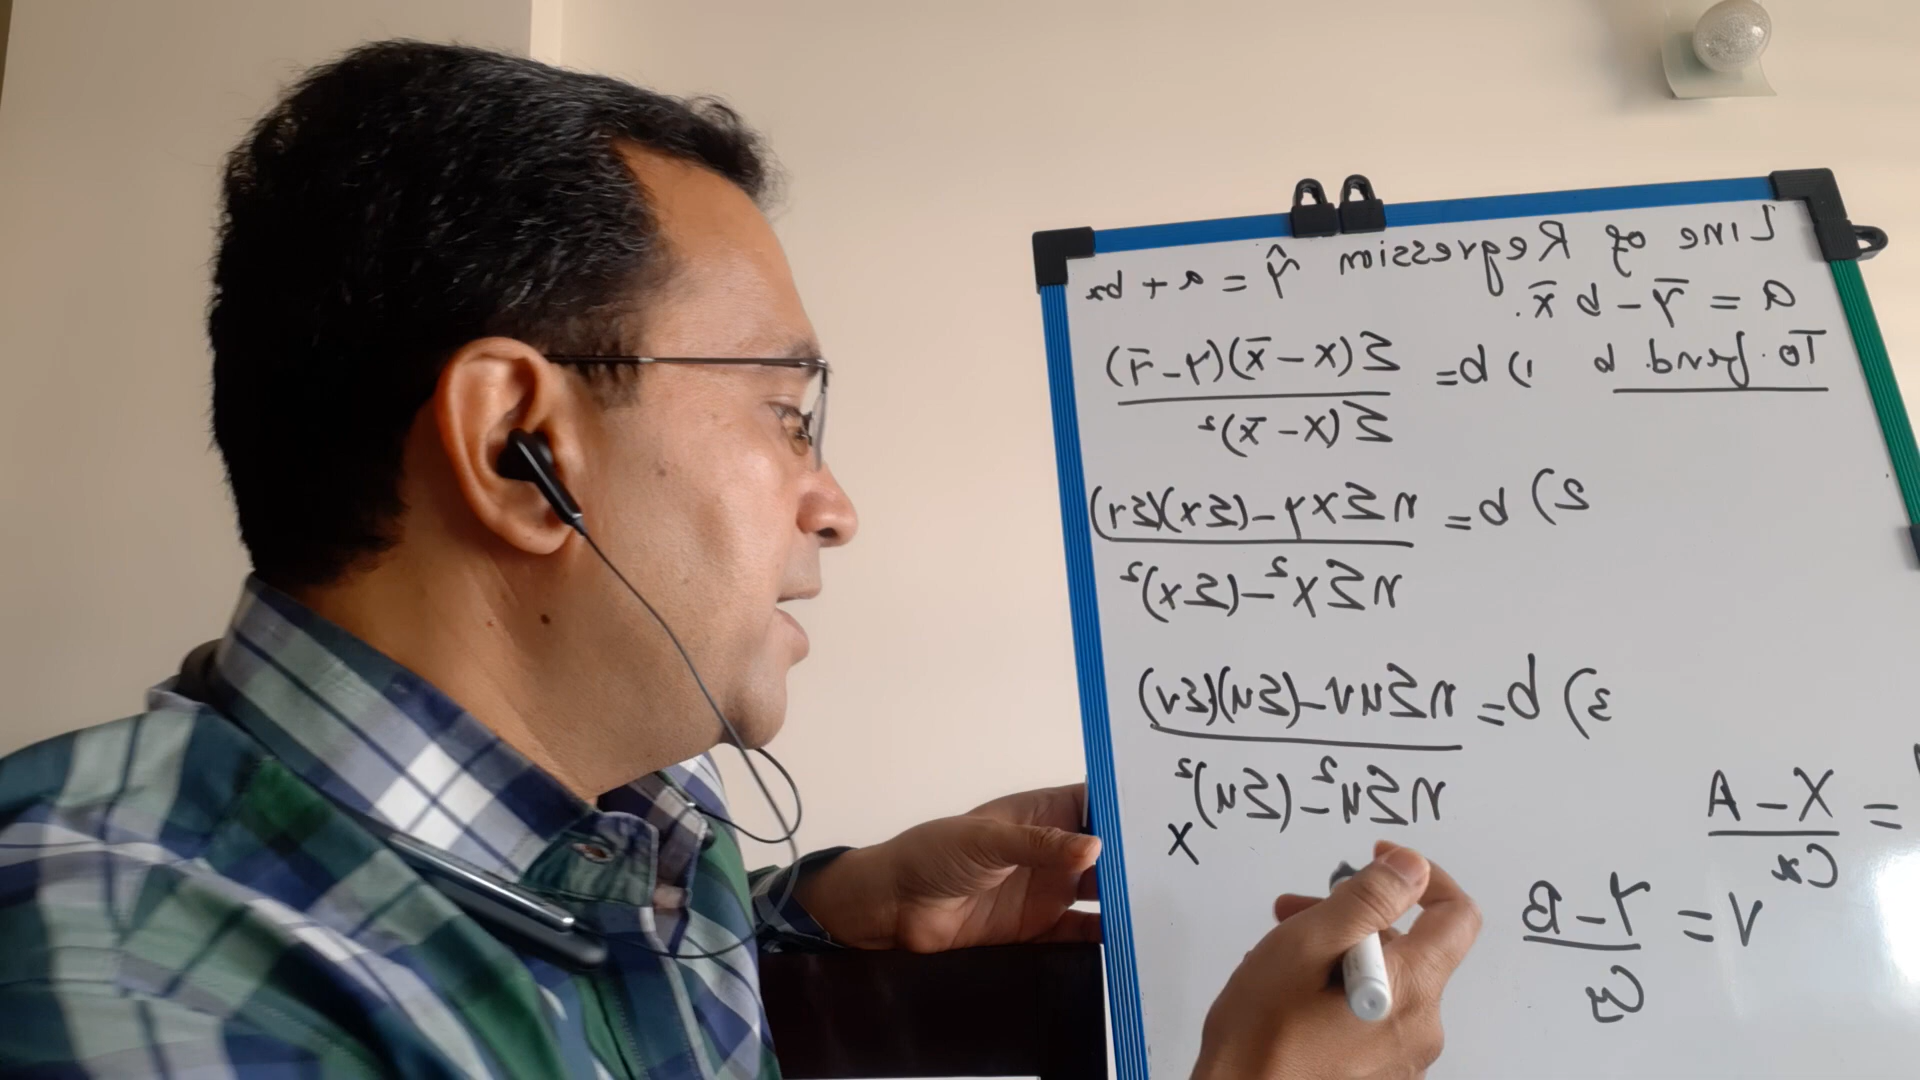 Line of Regression Ŷ = a + bx
a = Ȳ - b x̄.
To find b 1) b = Σ(X - x̄)(Y - Ȳ)
Σ(X - x̄)²
2) b = nΣXY - (Σx)(ΣY)
nΣX² - (Σx)²
3) b = nΣuv - (Σu)(Σv)
nΣu² - (Σu)²
x
= X - A
Cx
V = Y - B
Cy